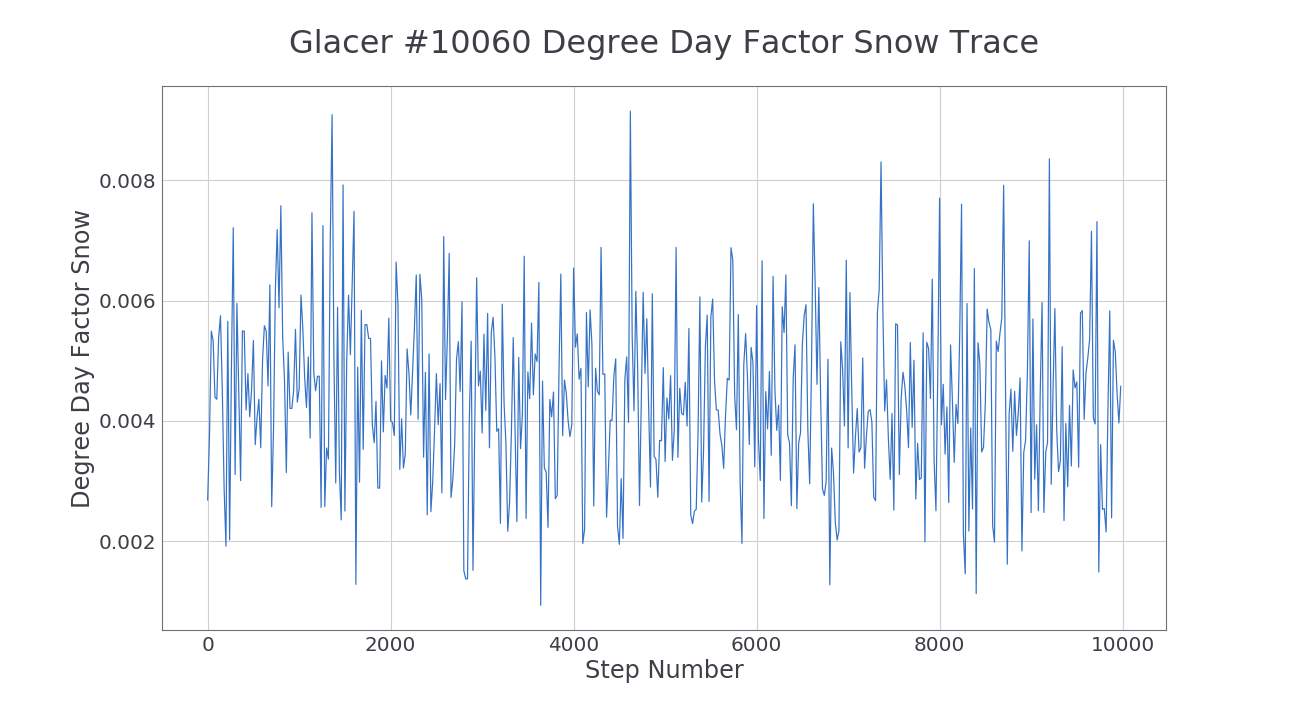 Glacer #10060 Degree Day Factor Snow Trace
Degree Day Factor Snow
0.008
0.006
0.004
0.002
0 2000 4000 6000 8000 10000
Step Number